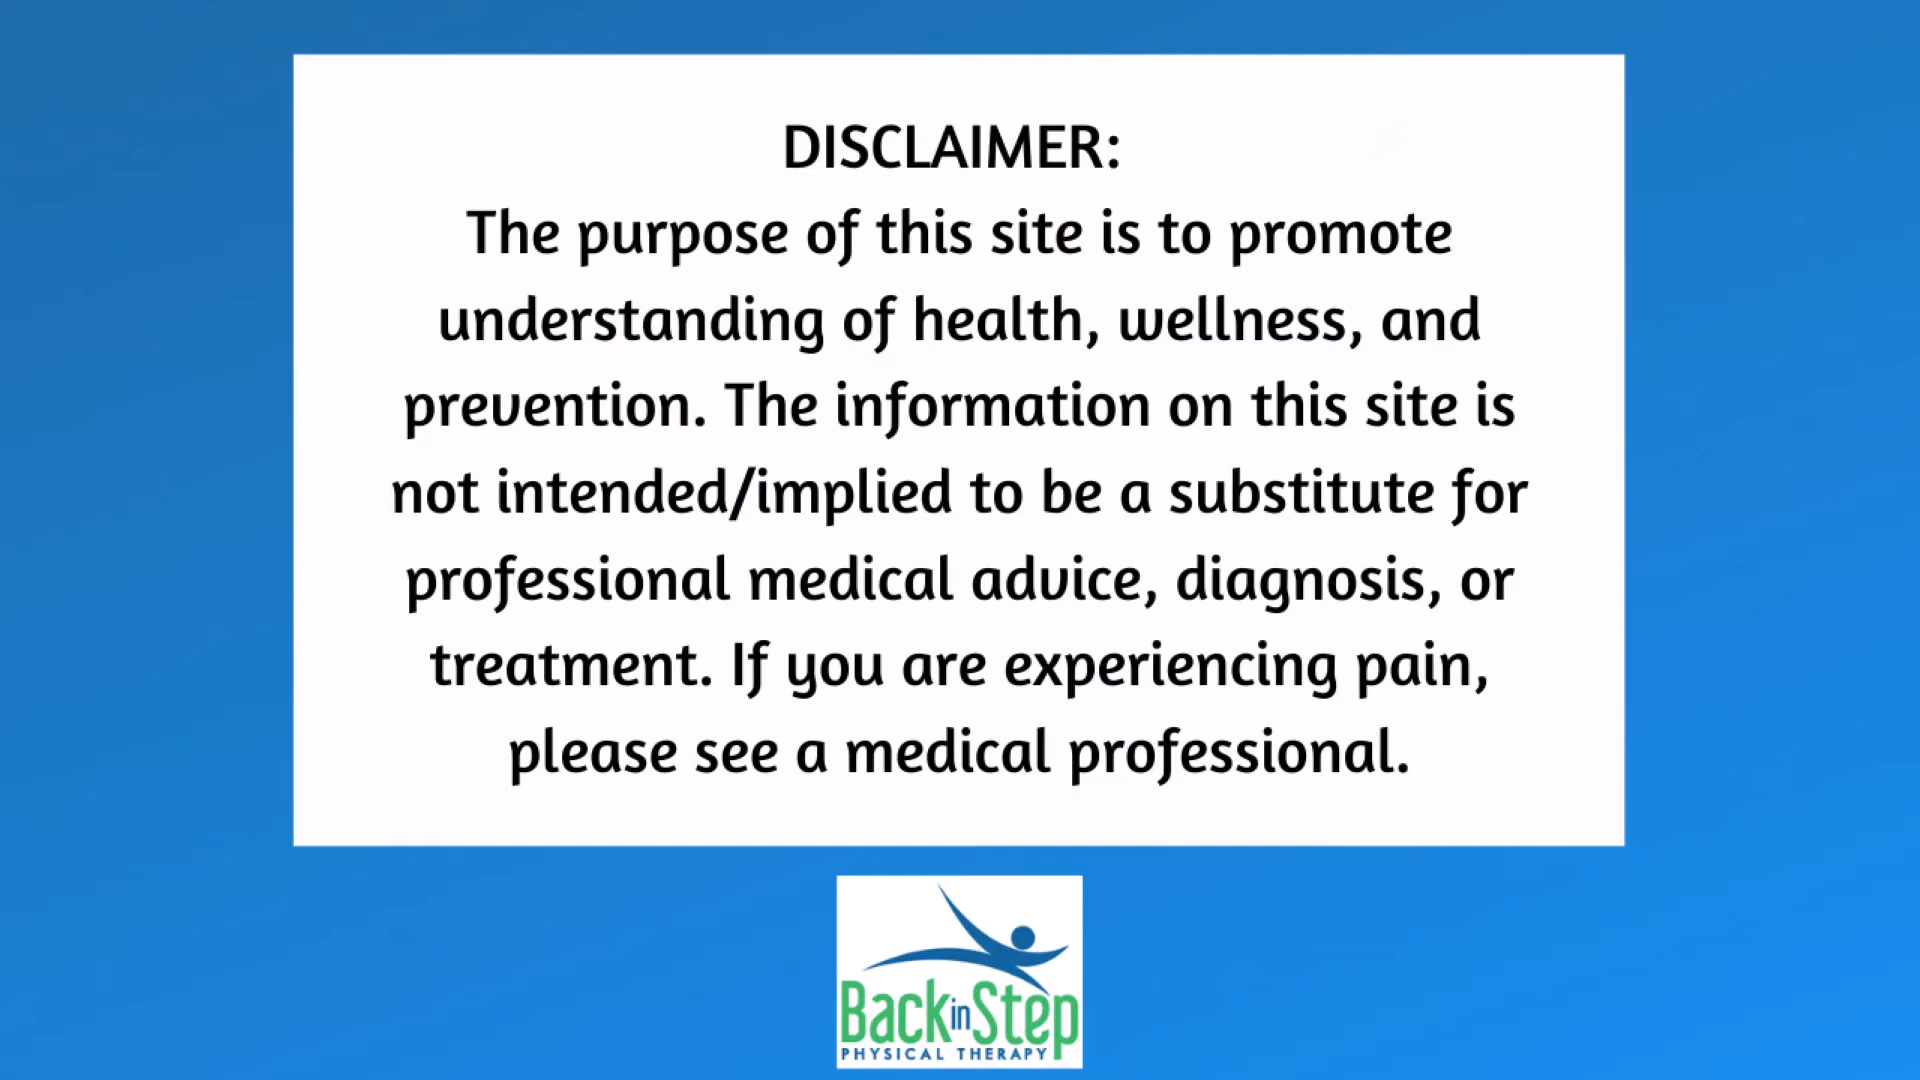 DISCLAIMER:
The purpose of this site is to promote
understanding of health, wellness, and
prevention. The information on this site is
not intended/implied to be a substitute for
professional medical advice, diagnosis, or
treatment. If you are experiencing pain,
please see a medical professional.
Back in Step
PHYSICAL THERAPY